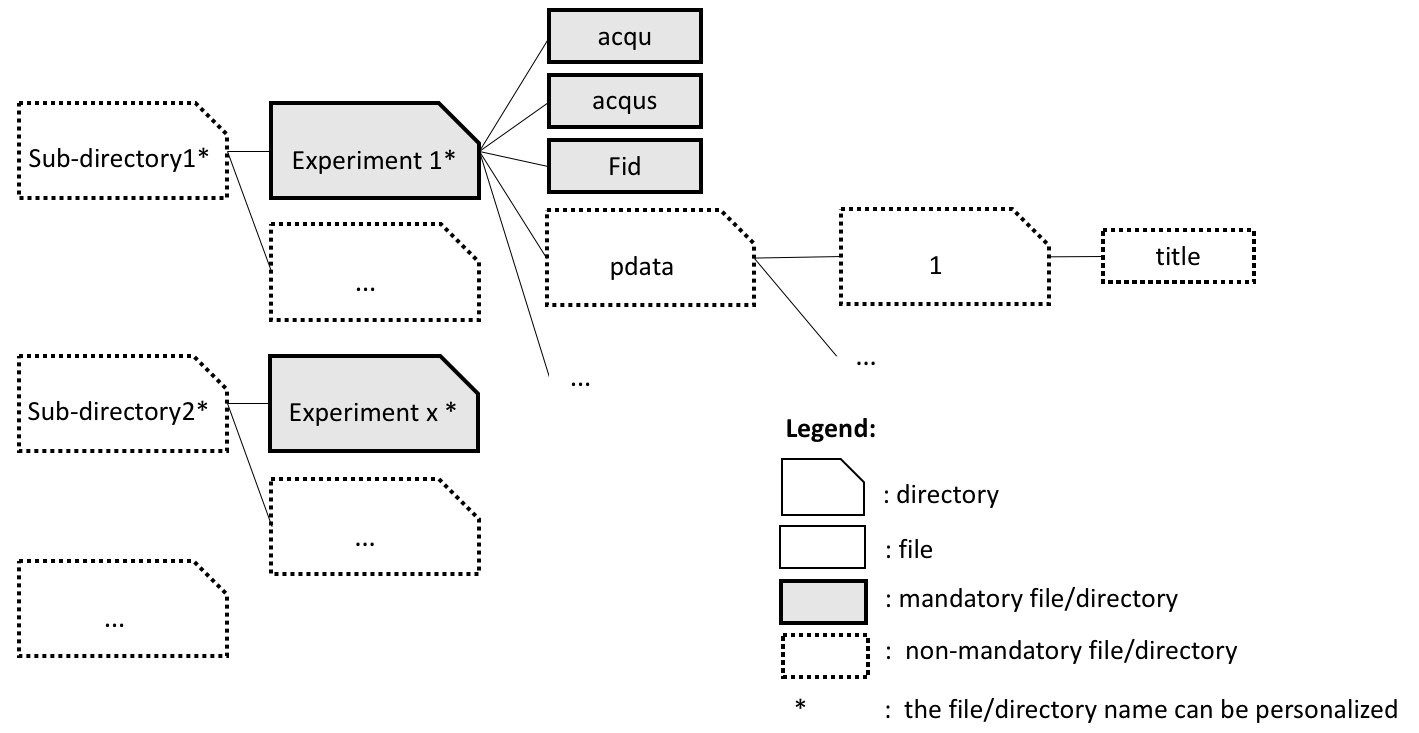 acqu
acqus
Sub-directory1*
Experiment 1*
Fid
pdata
1
title
...
...
...
Sub-directory2*
Experiment x *
...
...
Legend:
: directory
: file
: mandatory file/directory
: non-mandatory file/directory
* : the file/directory name can be personalized